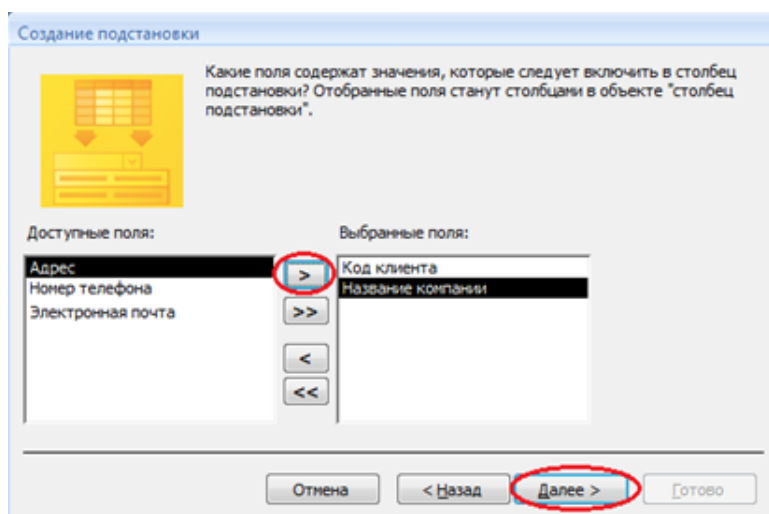 Создание подстановки
Какие поля содержат значения, которые следует включить в столбец
подстановки? Отобранные поля станут столбцами в объекте "столбец
подстановки".
Доступные поля:
Выбранные поля:
Адрес
Номер телефона
Электронная почта
>
>>
<
<<
Код клиента
Название компании
Отмена
< Назад
Далее >
Готово